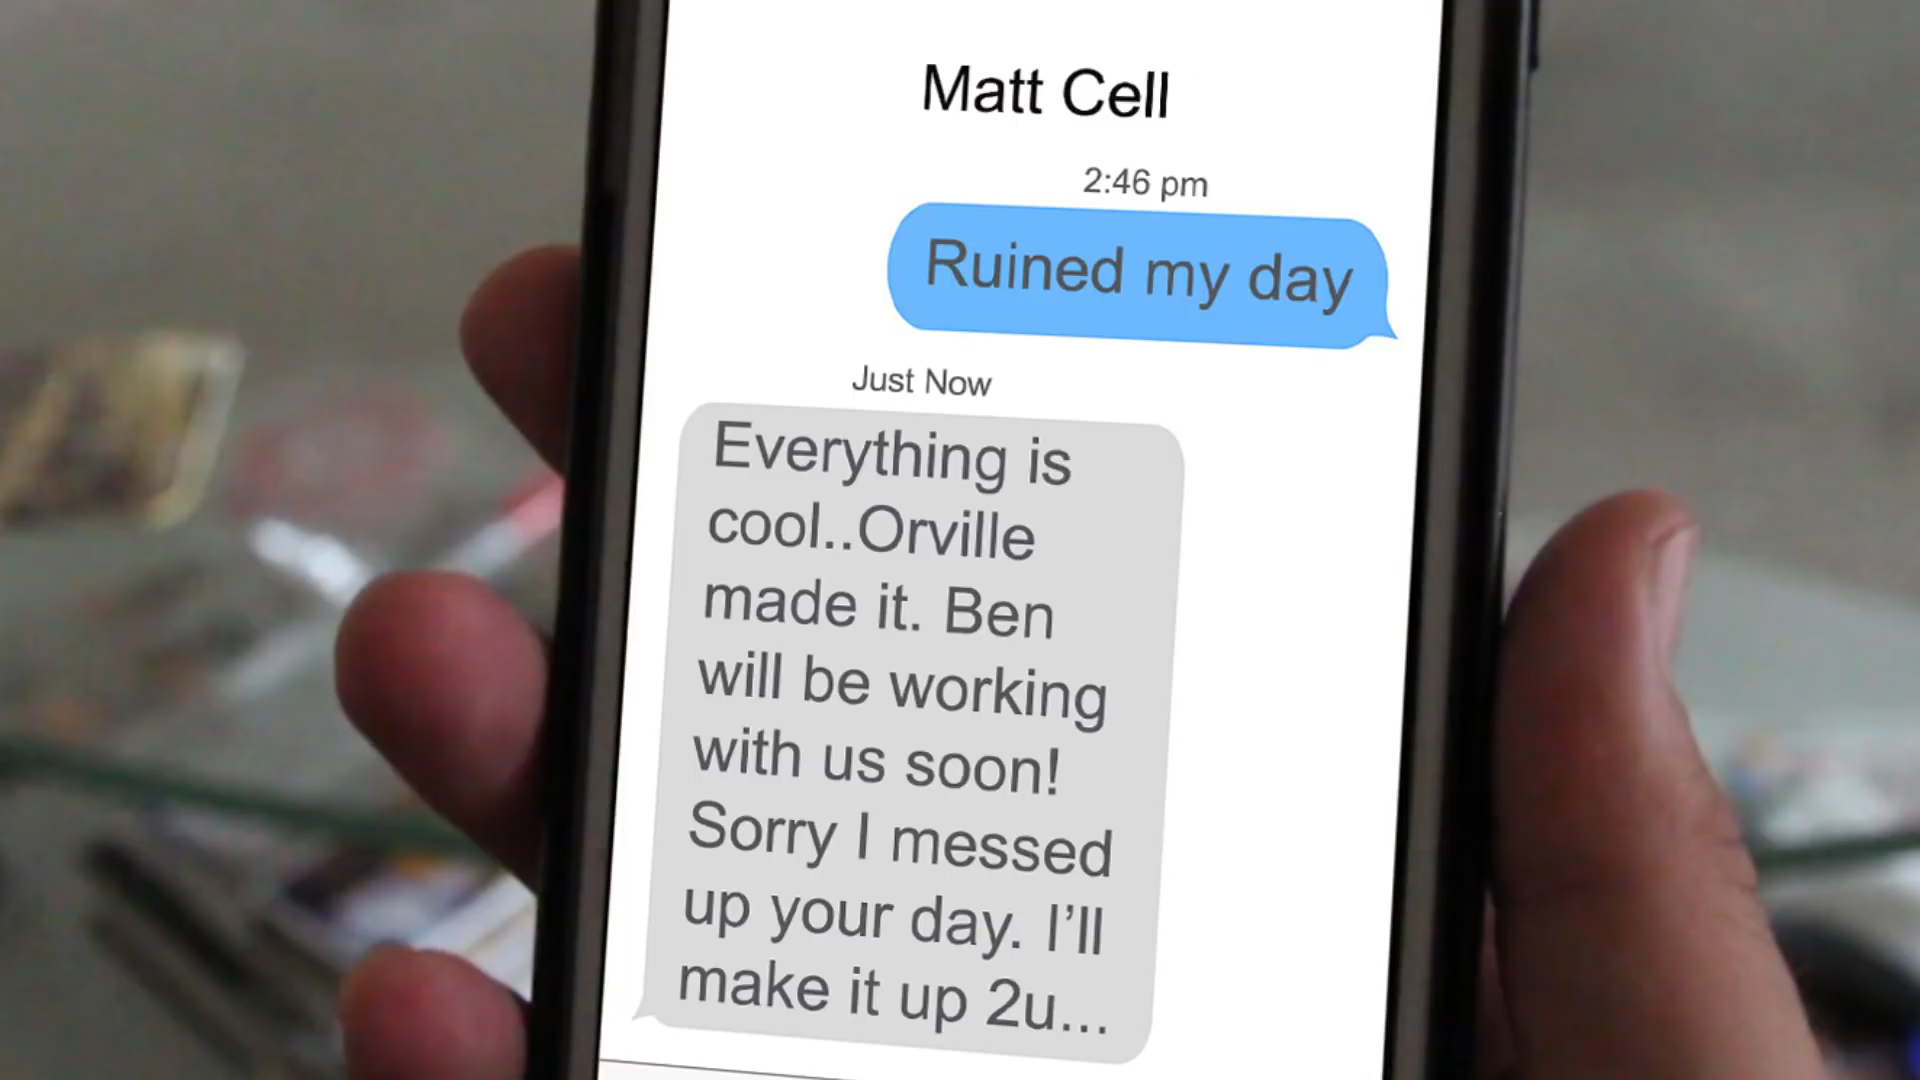 Matt Cell
2:46 pm
Ruined my day
Just Now
Everything is
cool..Orville
made it. Ben
will be working
with us soon!
Sorry I messed
up your day. I’ll
make it up 2u...